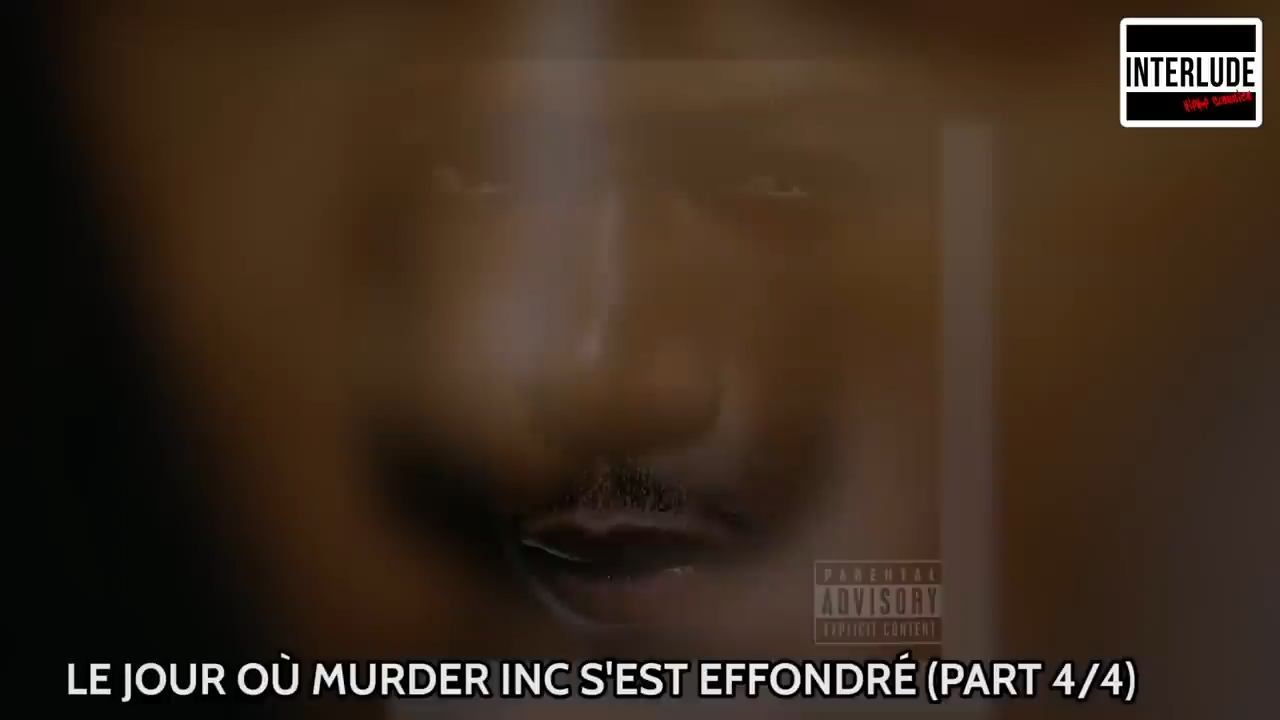 INTERLUDE
PARENTAL
ADVISORY
EXPLICIT CONTENT
LE JOUR OÙ MURDER INC S'EST EFFONDRÉ (PART 4/4)